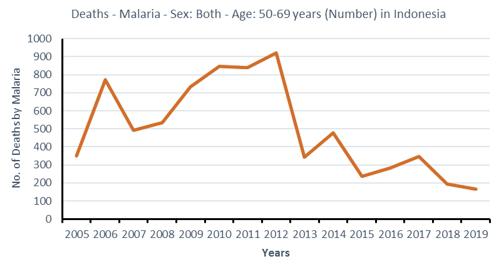 Deaths - Malaria - Sex: Both - Age: 50-69 years (Number) in Indonesia
No. of Deaths by Malaria
1000
900
800
700
600
500
400
300
200
100
0
2005 2006 2007 2008 2009 2010 2011 2012 2013 2014 2015 2016 2017 2018 2019
Years